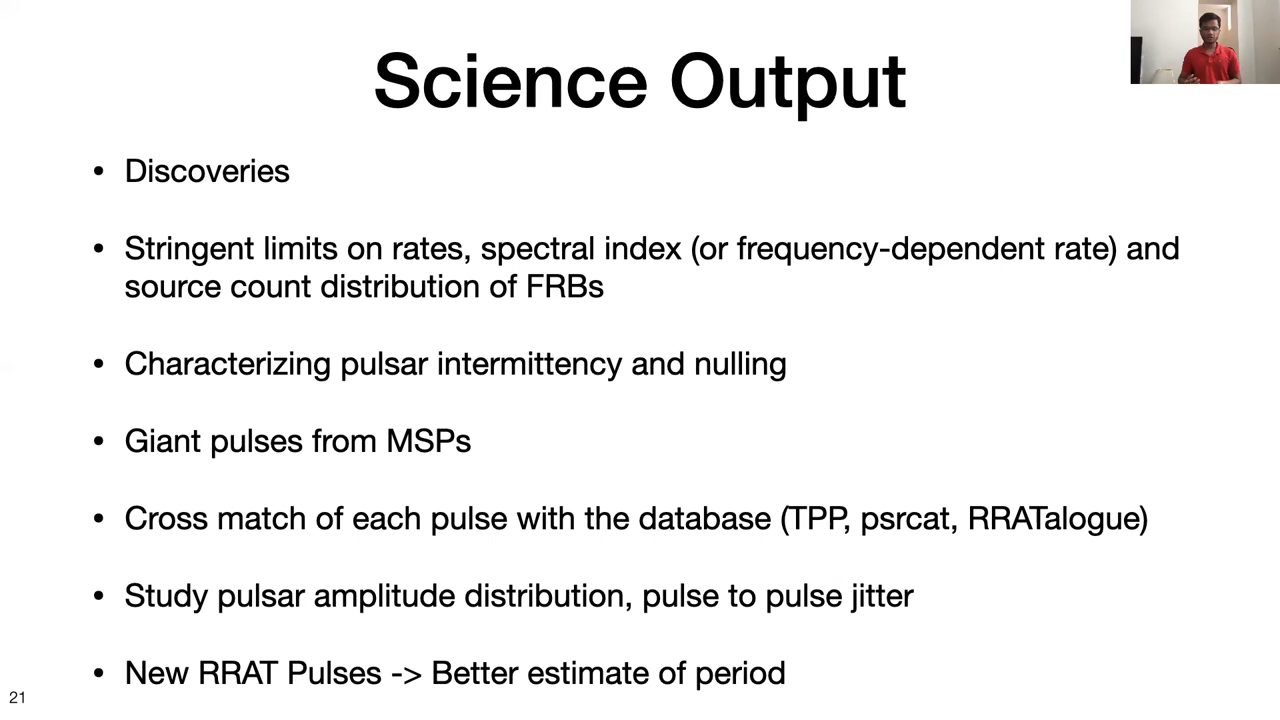 Science Output
• Discoveries
• Stringent limits on rates, spectral index (or frequency-dependent rate) and
source count distribution of FRBs
• Characterizing pulsar intermittency and nulling
• Giant pulses from MSPs
• Cross match of each pulse with the database (TPP, psrcat, RRATalogue)
• Study pulsar amplitude distribution, pulse to pulse jitter
• New RRAT Pulses -> Better estimate of period
21